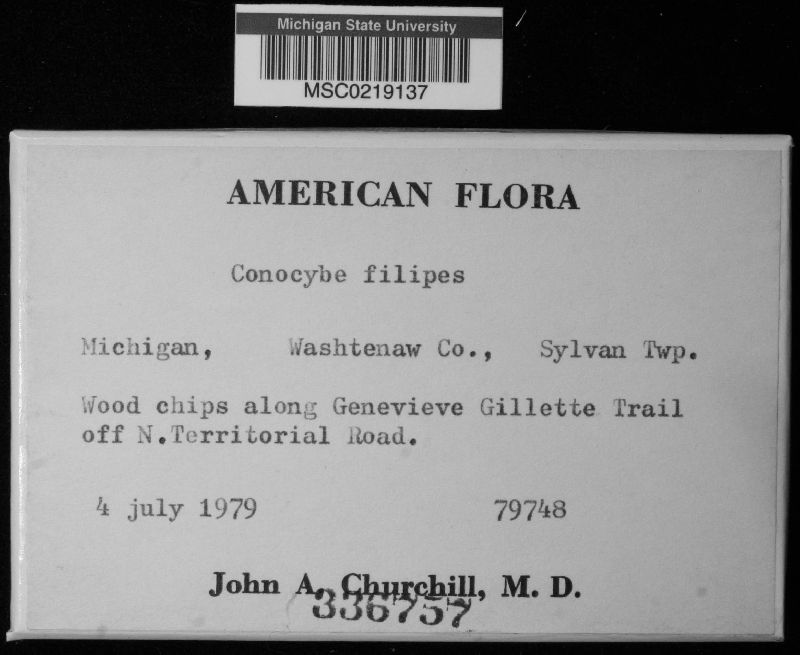 Michigan State University
MSC0219137
AMERICAN FLORA
Conocybe filipes
Michigan, Washtenaw Co., Sylvan Twp.
Wood chips along Genevieve Gillette Trail
off N.Territorial Road.
4 july 1979 79748
John A. Churchill, M. D.
336757